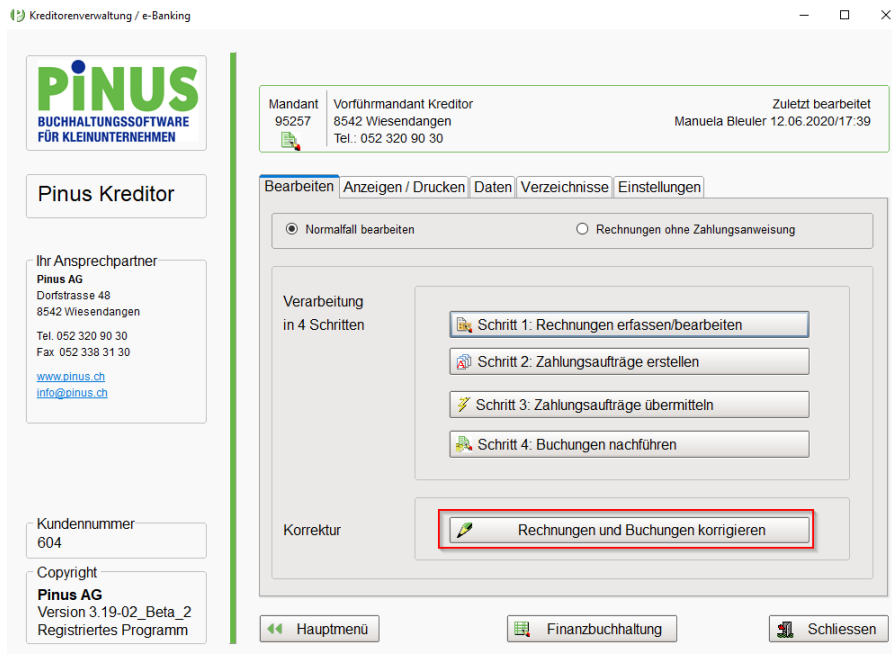 Kreditorenverwaltung / e-Banking
PiNUS
BUCHHALTUNGSSOFTWARE
FÜR KLEINUNTERNEHMEN
Pinus Kreditor
Ihr Ansprechpartner
Pinus AG
Dorfstrasse 48
8542 Wiesendangen
Tel. 052 320 90 30
Fax 052 338 31 30
www.pinus.ch
info@pinus.ch
Kundennummer
604
Copyright
Pinus AG
Version 3.19-02_Beta_2
Registriertes Programm
Mandant
95257
Vorführmandant Kreditor
8542 Wiesendangen
Tel.: 052 320 90 30
Zuletzt bearbeitet
Manuela Bleuler 12.06.2020/17:39
Bearbeiten Anzeigen / Drucken Daten Verzeichnisse Einstellungen
Normalfall bearbeiten Rechnungen ohne Zahlungsanweisung
Verarbeitung
in 4 Schritten
Schritt 1: Rechnungen erfassen/bearbeiten
Schritt 2: Zahlungsaufträge erstellen
Schritt 3: Zahlungsaufträge übermitteln
Schritt 4: Buchungen nachführen
Korrektur
Rechnungen und Buchungen korrigieren
Hauptmenü Finanzbuchhaltung Schliessen